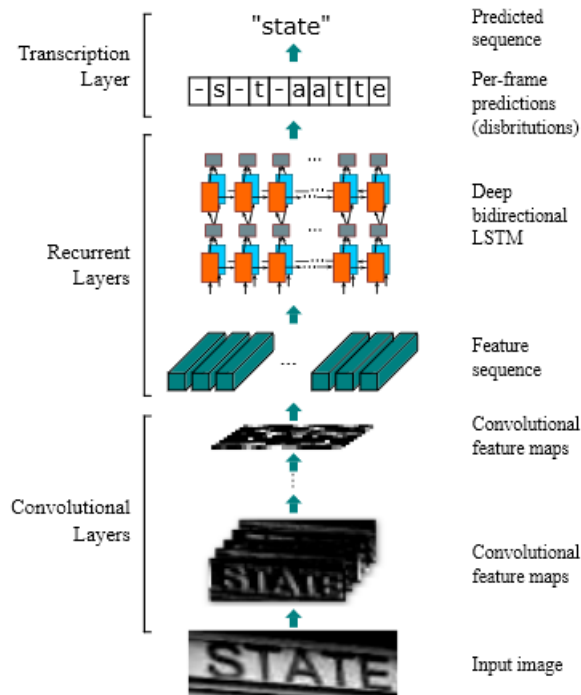 "state"
Predicted
sequence
Transcription
Layer
-s-t-aatte
Per-frame
predictions
(disbritutions)
...
...
Deep
bidirectional
LSTM
...
...
Recurrent
Layers
...
Feature
sequence
Convolutional
feature maps
Convolutional
Layers
STATE
Convolutional
feature maps
STATE
Input image